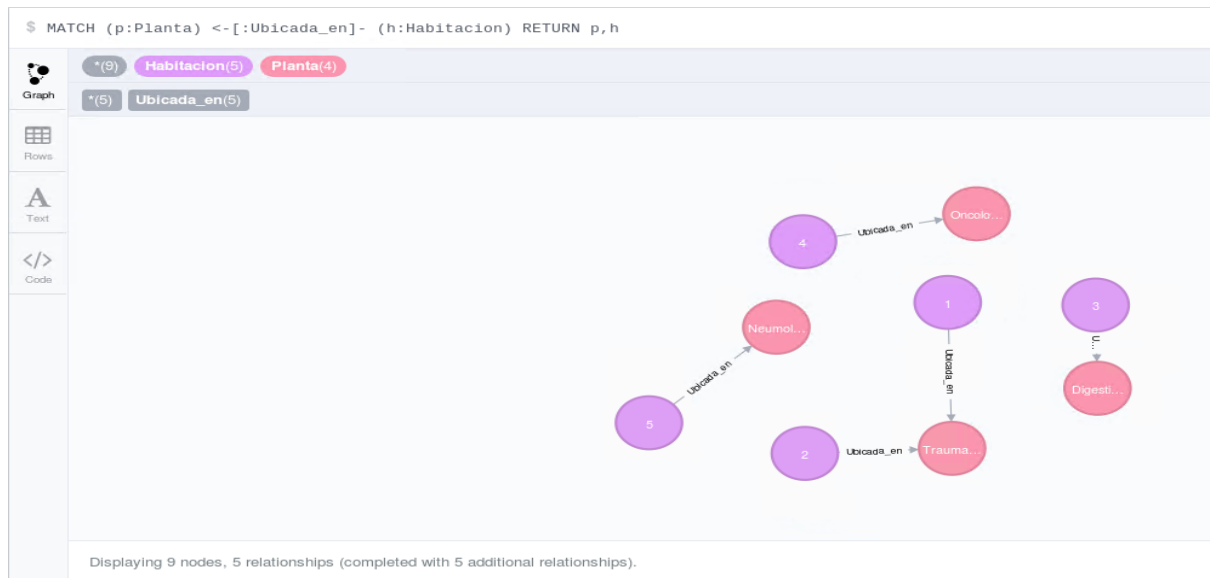 $ MATCH (p:Planta) <-[:Ubicada_en]- (h:Habitacion) RETURN p,h
*(9) Habitacion(5) Planta(4)
*(5) Ubicada_en(5)
Graph
Rows
Text
Code
4 Ubicada_en Oncolo...
1 Ubicada_en Trauma...
3 U... Digesti...
5 Ubicada_en Neumol...
2 Ubicada_en
Displaying 9 nodes, 5 relationships (completed with 5 additional relationships).